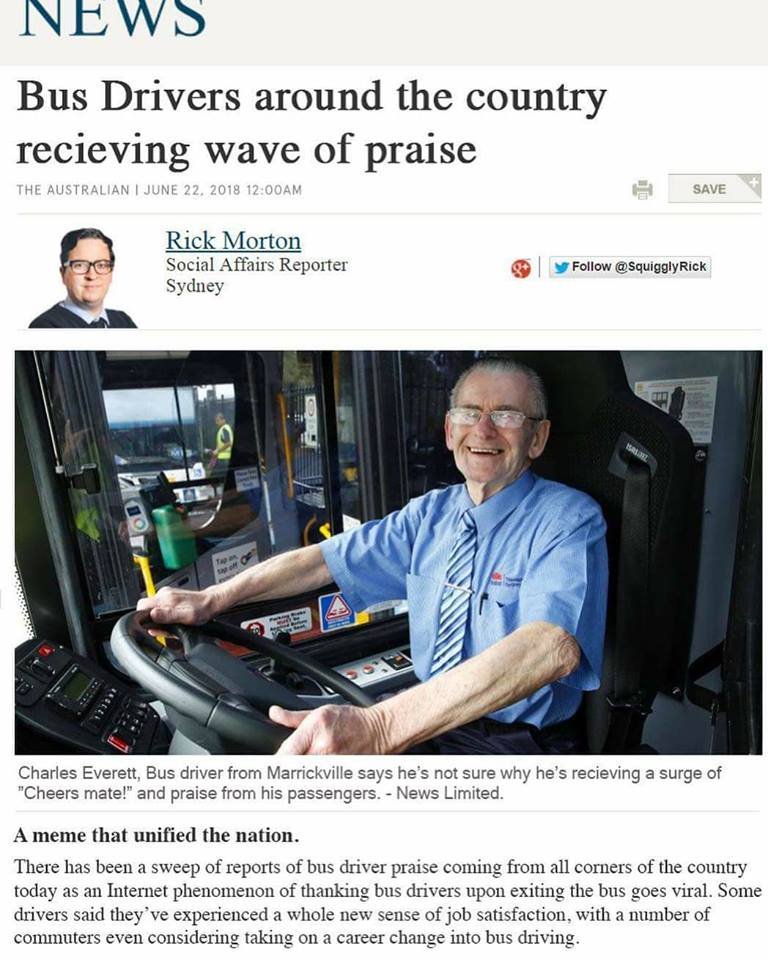 NEWS
Bus Drivers around the country
recieving wave of praise
THE AUSTRALIAN | JUNE 22, 2018 12:00AM
SAVE
Rick Morton
Social Affairs Reporter
Sydney
g+
Follow @SquigglyRick
Tap on,
tap off
Charles Everett, Bus driver from Marrickville says he's not sure why he's recieving a surge of
"Cheers mate!" and praise from his passengers. - News Limited.
A meme that unified the nation.
There has been a sweep of reports of bus driver praise coming from all corners of the country
today as an Internet phenomenon of thanking bus drivers upon exiting the bus goes viral. Some
drivers said they've experienced a whole new sense of job satisfaction, with a number of
commuters even considering taking on a career change into bus driving.